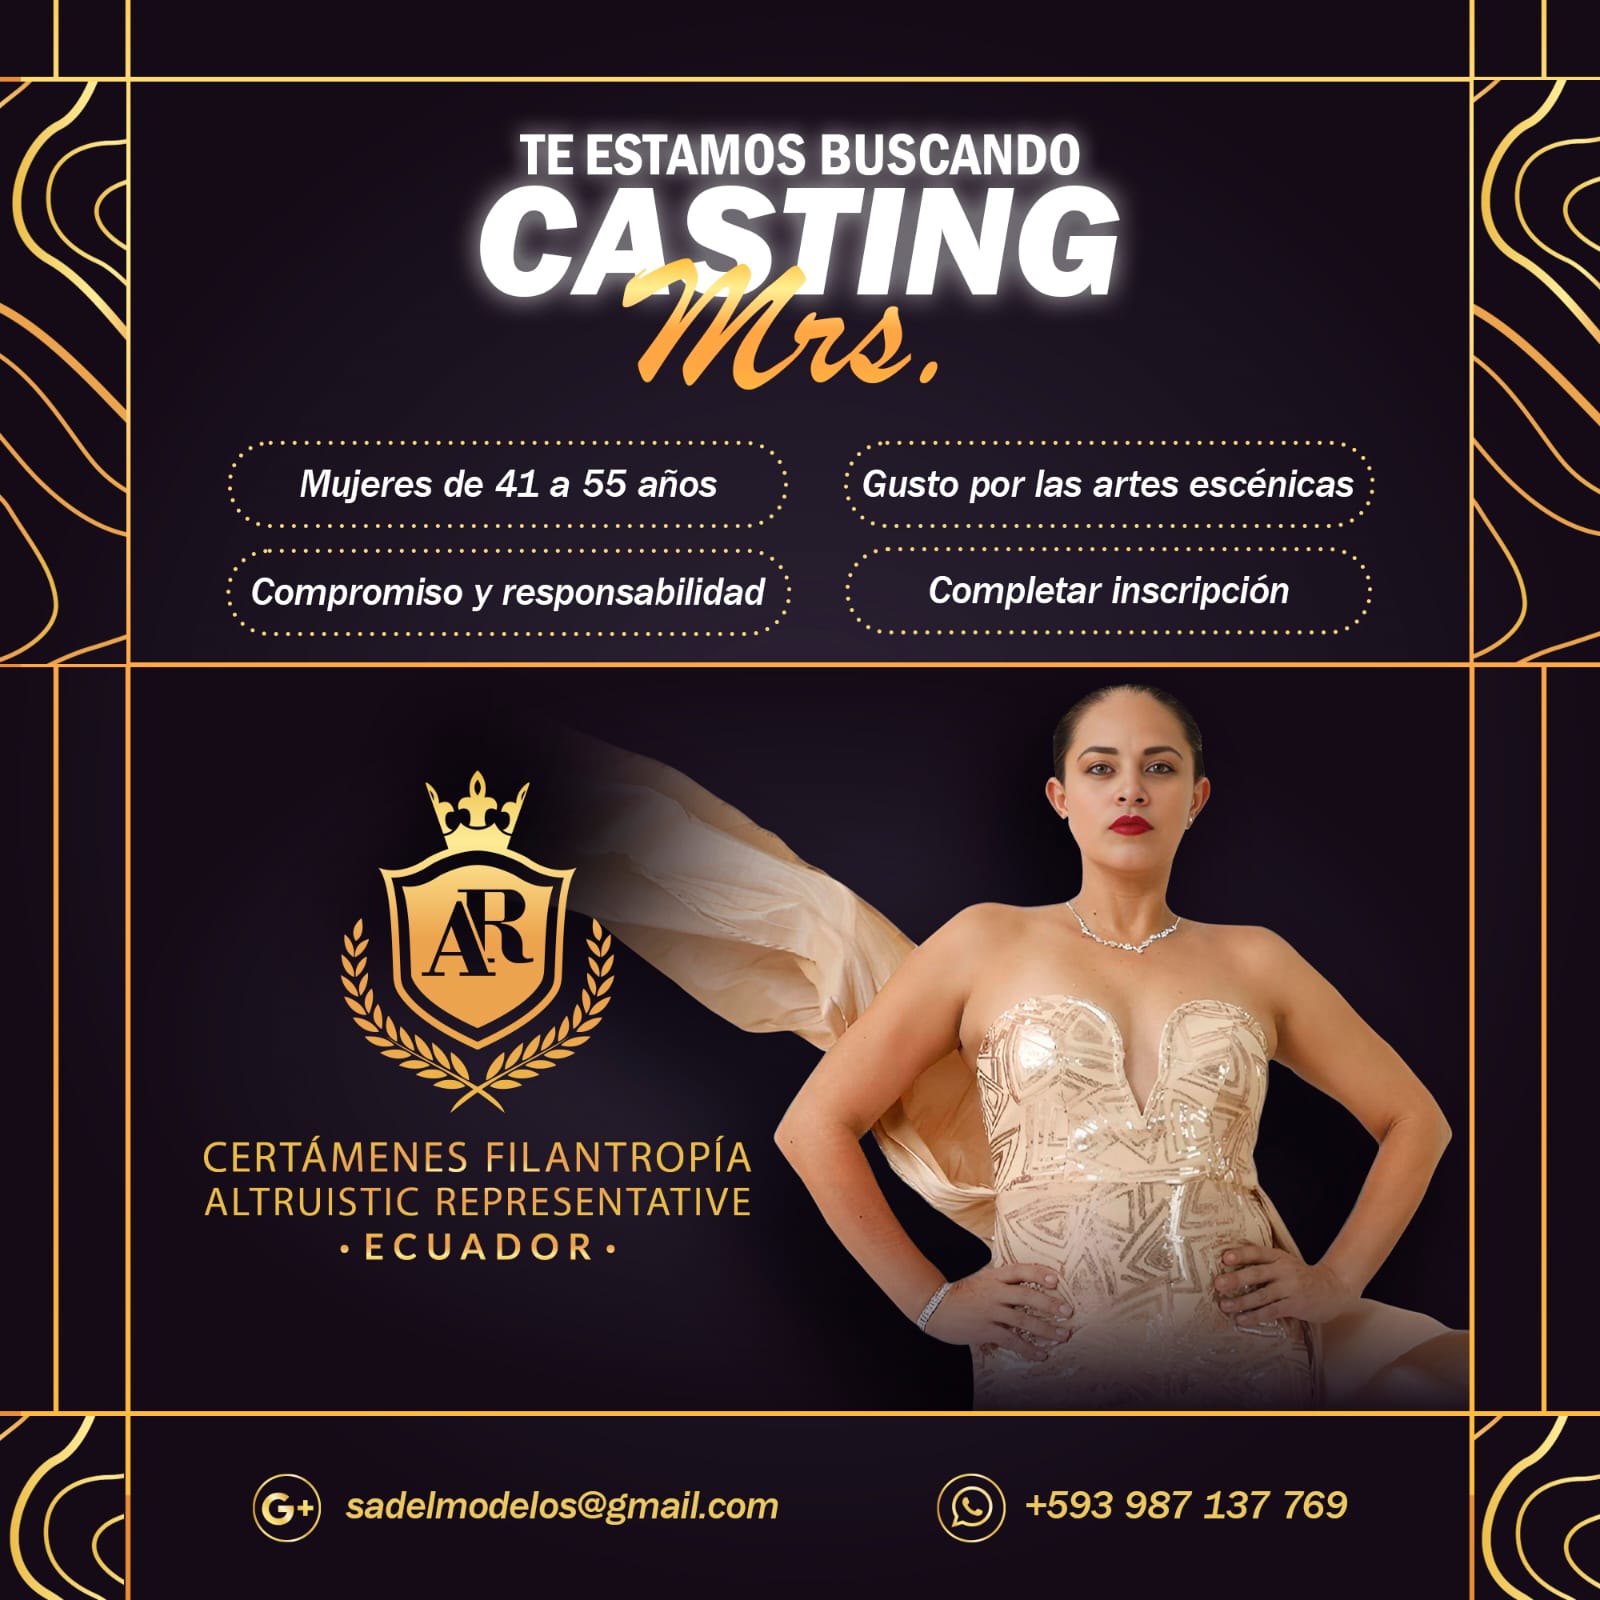 TE ESTAMOS BUSCANDO
CASTING
Mrs.
Mujeres de 41 a 55 años
Gusto por las artes escénicas
Compromiso y responsabilidad
Completar inscripción
AR
CERTÁMENES FILANTROPÍA
ALTRUISTIC REPRESENTATIVE
• ECUADOR •
G+ sadelmodelos@gmail.com
+593 987 137 769